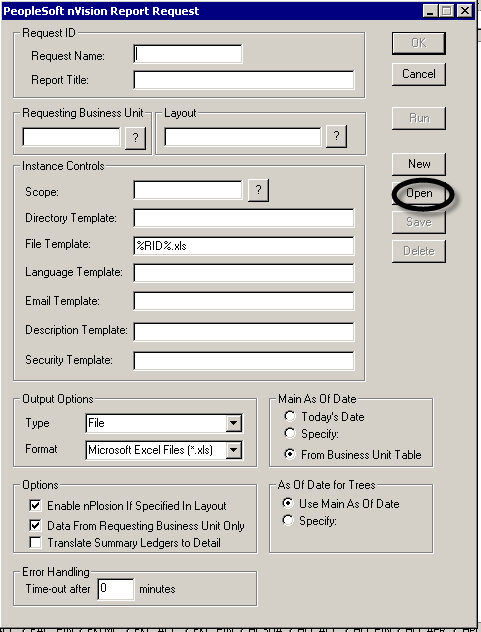 PeopleSoft nVision Report Request
Request ID
Request Name:
Report Title:
OK
Cancel
Requesting Business Unit
?
Layout
?
Run
Instance Controls
Scope:
?
Directory Template:
File Template:
%RID%.xls
Language Template:
Email Template:
Description Template:
Security Template:
New
Open
Save
Delete
Output Options
Type
File
Format
Microsoft Excel Files (*.xls)
Main As Of Date
Today's Date
Specify:
From Business Unit Table
Options
Enable nPlosion If Specified In Layout
Data From Requesting Business Unit Only
Translate Summary Ledgers to Detail
As Of Date for Trees
Use Main As Of Date
Specify:
Error Handling
Time-out after 0 minutes